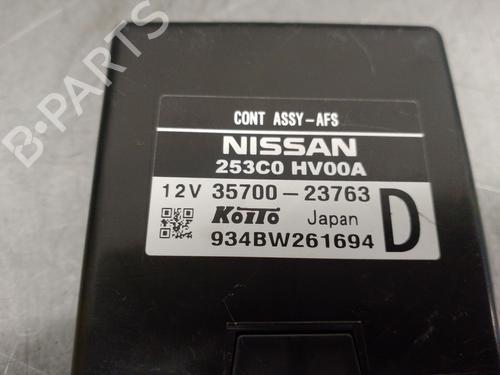 B-PARTS
CONT ASSY-AFS
NISSAN
253C0 HV00A
12V 35700-23763
KOITO Japan D
934BW261694